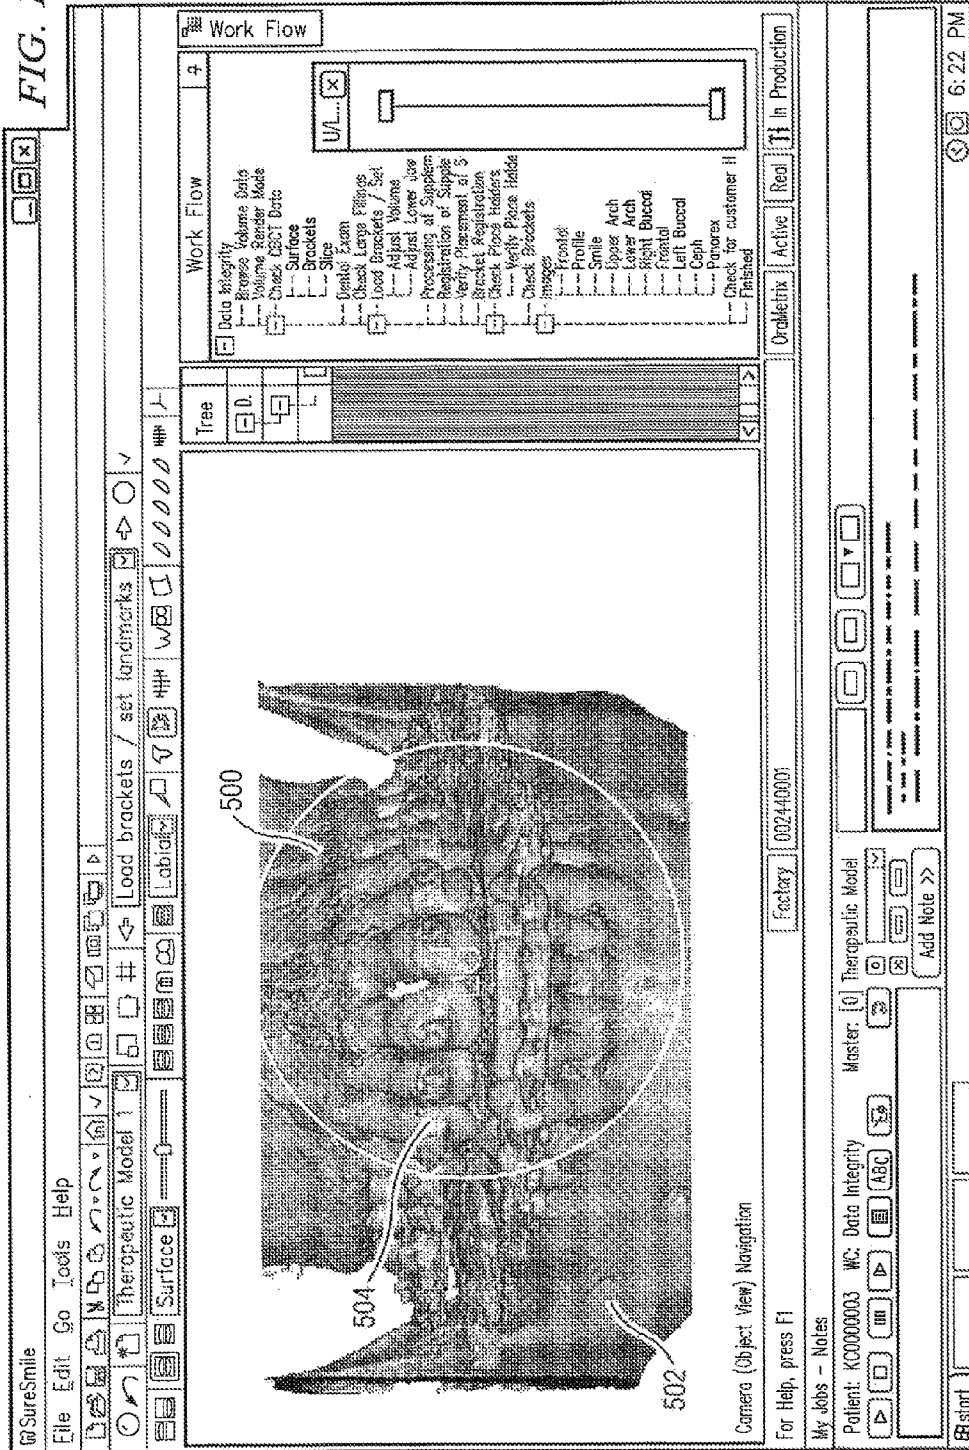 FIG.
SureSmile
File Edit Go Tools Help
Therapeutic Model 1
Load brackets / set landmarks
Surface
Labial
500
504
502
Camera (Object View) Navigation
Tree
D.
Work Flow
Data Integrity
Browse Volume Data
Volume Render Mode
Check CBCT Data
Surface
Brackets
Slice
Dental Exam
Check Large Fillings
Load Brackets / Set
Adjust Volume
Adjust Lower Jaw
Processing of Supplem
Registration of Supple
Verify Placement of S
Bracket Registration
Check Place Holders
Verify Place Holde
Check Brackets
Images
Frontal
Profile
Smile
Upper Arch
Lower Arch
Right Buccal
Frontal
Left Buccal
Ceph
Panorex
Check for customer H
Finished
U/L...
Work Flow
For Help, press F1
Factory
002440001
OraMetrix
Active
Real
In Production
My Jobs - Notes
Patient: KO0000003 WC: Data Integrity
Master: [0] Therapeutic Model
ABC
Add Note >>
start
6:22 PM